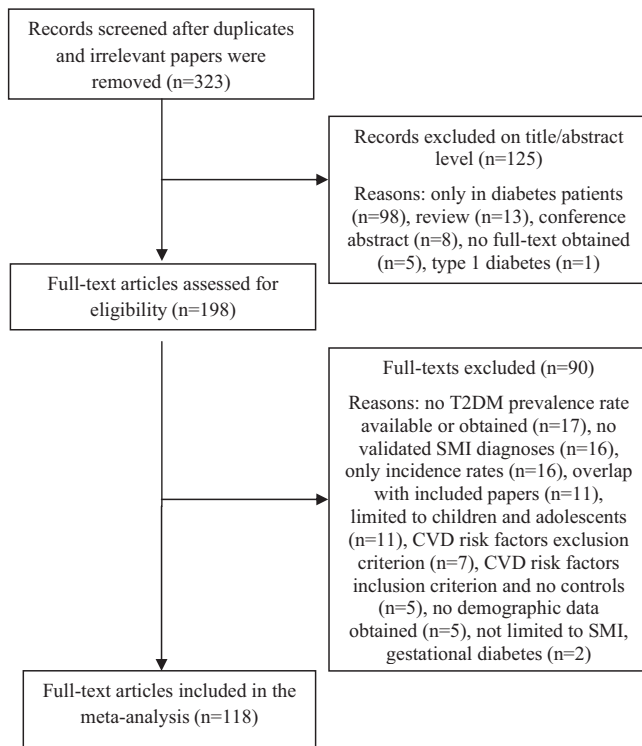 Records screened after duplicates
and irrelevant papers were
removed (n=323)
Records excluded on title/abstract
level (n=125)
Reasons: only in diabetes patients
(n=98), review (n=13), conference
abstract (n=8), no full-text obtained
(n=5), type 1 diabetes (n=1)
Full-text articles assessed for
eligibility (n=198)
Full-texts excluded (n=90)
Reasons: no T2DM prevalence rate
available or obtained (n=17), no
validated SMI diagnoses (n=16),
only incidence rates (n=16), overlap
with included papers (n=11),
limited to children and adolescents
(n=11), CVD risk factors exclusion
criterion (n=7), CVD risk factors
inclusion criterion and no controls
(n=5), no demographic data
obtained (n=5), not limited to SMI,
gestational diabetes (n=2)
Full-text articles included in the
meta-analysis (n=118)